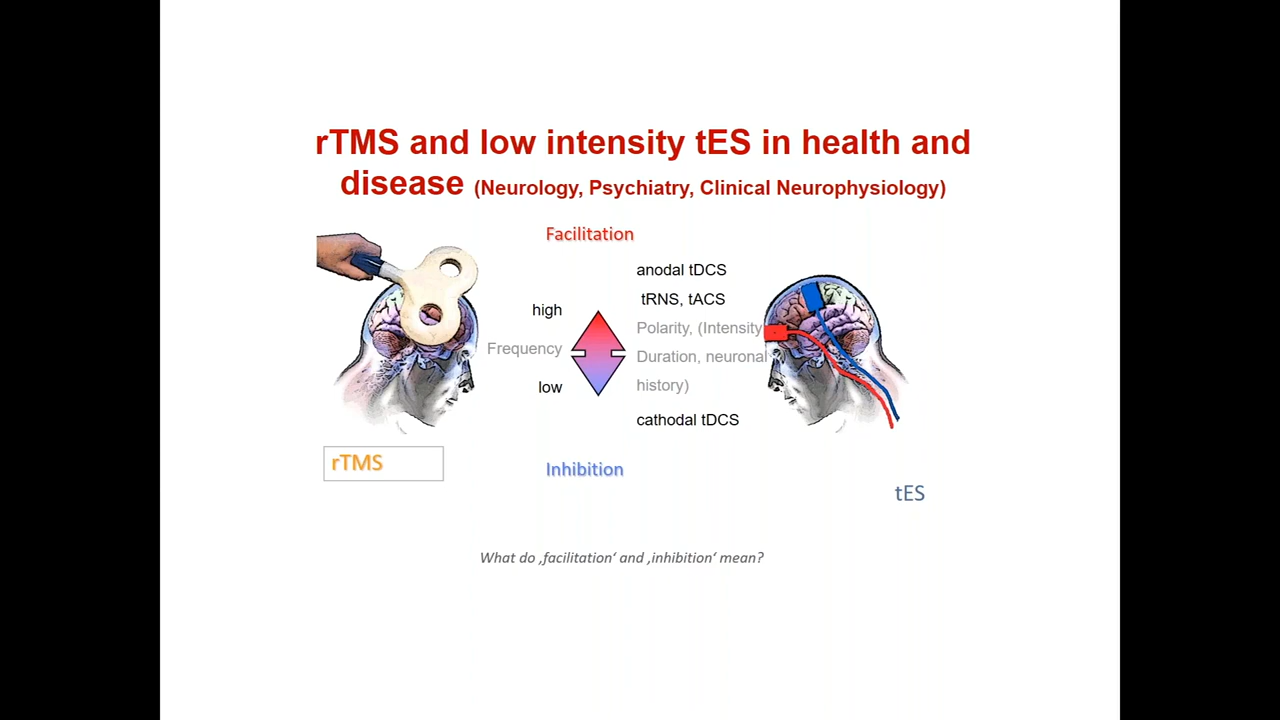 rTMS and low intensity tES in health and
disease (Neurology, Psychiatry, Clinical Neurophysiology)
Facilitation
anodal tDCS
tRNS, tACS
high
Polarity, (Intensity
Frequency
Duration, neuronal
low
history)
cathodal tDCS
rTMS
Inhibition
tES
What do ‚facilitation‘ and ‚inhibition‘ mean?